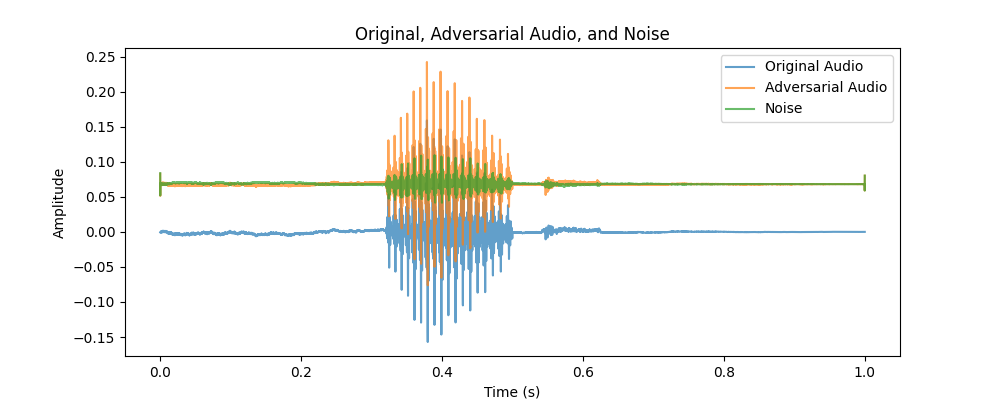 Original, Adversarial Audio, and Noise
Original Audio
Adversarial Audio
Noise
Amplitude
0.25
0.20
0.15
0.10
0.05
0.00
−0.05
−0.10
−0.15
0.0 0.2 0.4 0.6 0.8 1.0
Time (s)